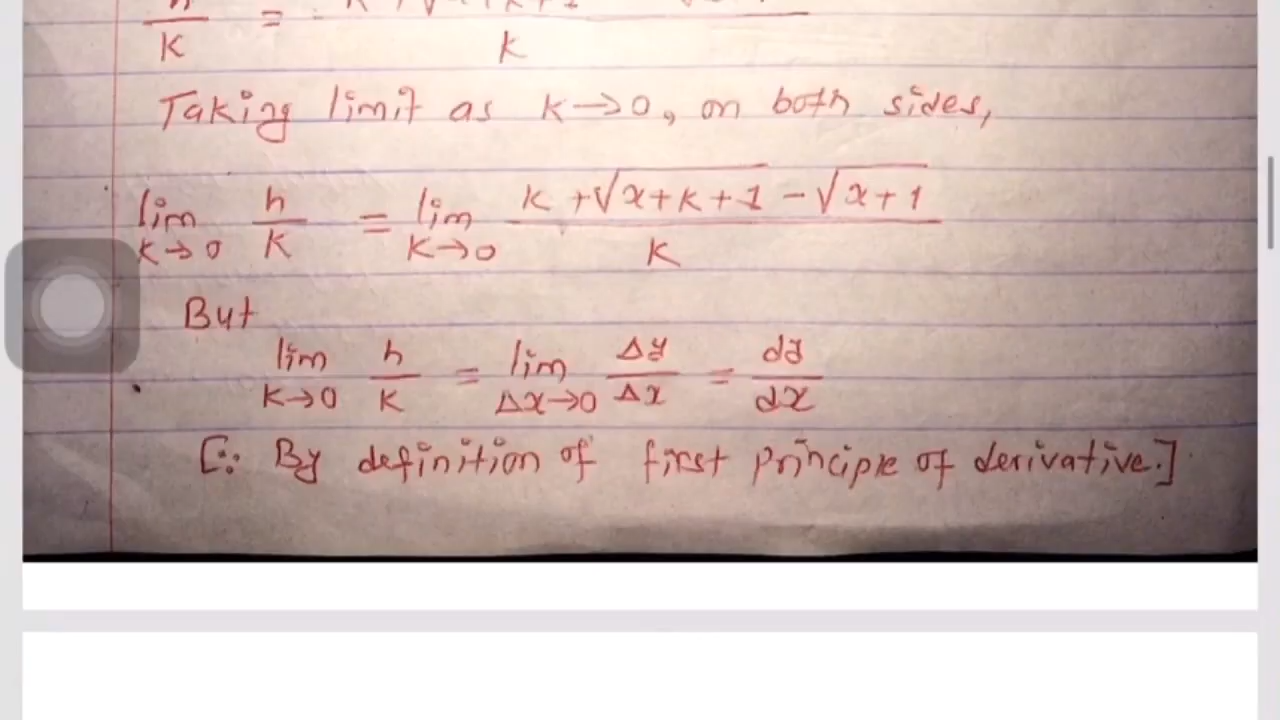 K = K
Taking limit as K→0, on both sides,
lim K→0 h/K = lim K→0 (K + √(x+K+1) − √(x+1))/K
But
lim K→0 h/K = lim Δx→0 Δy/Δx = dy/dx
[∵ By definition of first principle of derivative.]